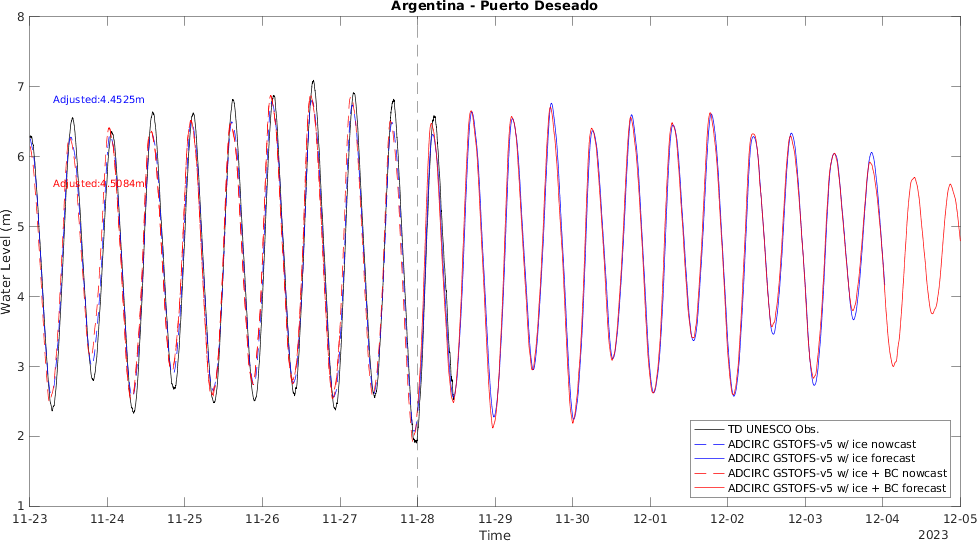 Argentina - Puerto Deseado
8
7
6
5
4
3
2
1
Water Level (m)
Adjusted:4.4525m
Adjusted:4.5084m
TD UNESCO Obs.
ADCIRC GSTOFS-v5 w/ ice nowcast
ADCIRC GSTOFS-v5 w/ ice forecast
ADCIRC GSTOFS-v5 w/ ice + BC nowcast
ADCIRC GSTOFS-v5 w/ ice + BC forecast
11-23 11-24 11-25 11-26 11-27 11-28 11-29 11-30 12-01 12-02 12-03 12-04 12-05
Time
2023